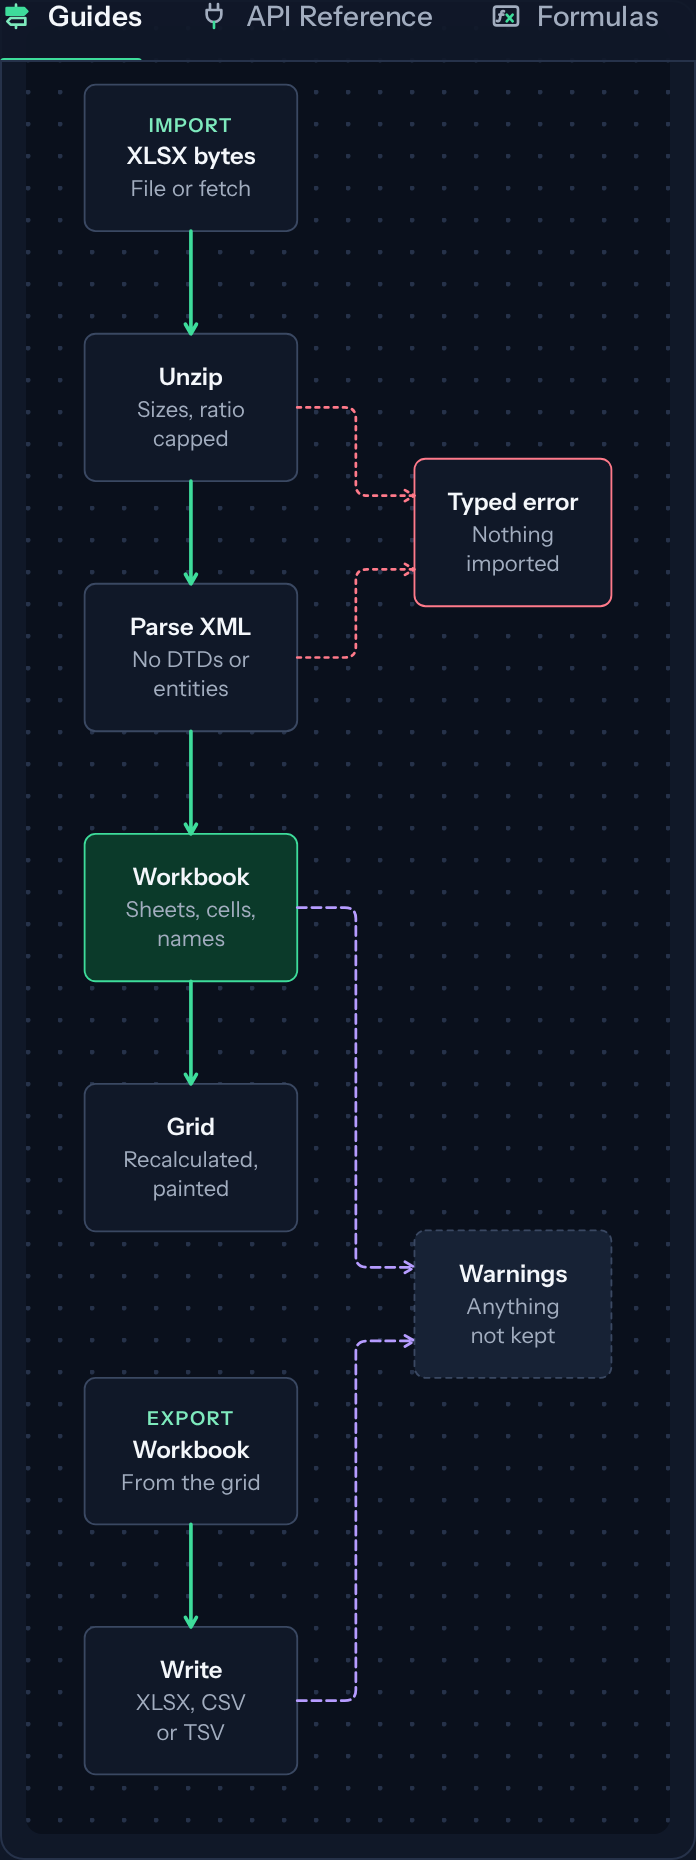 Guides
API Reference
Formulas
IMPORT
XLSX bytes
File or fetch
Unzip
Sizes, ratio
capped
Typed error
Nothing
imported
Parse XML
No DTDs or
entities
Workbook
Sheets, cells,
names
Grid
Recalculated,
painted
Warnings
Anything
not kept
EXPORT
Workbook
From the grid
Write
XLSX, CSV
or TSV